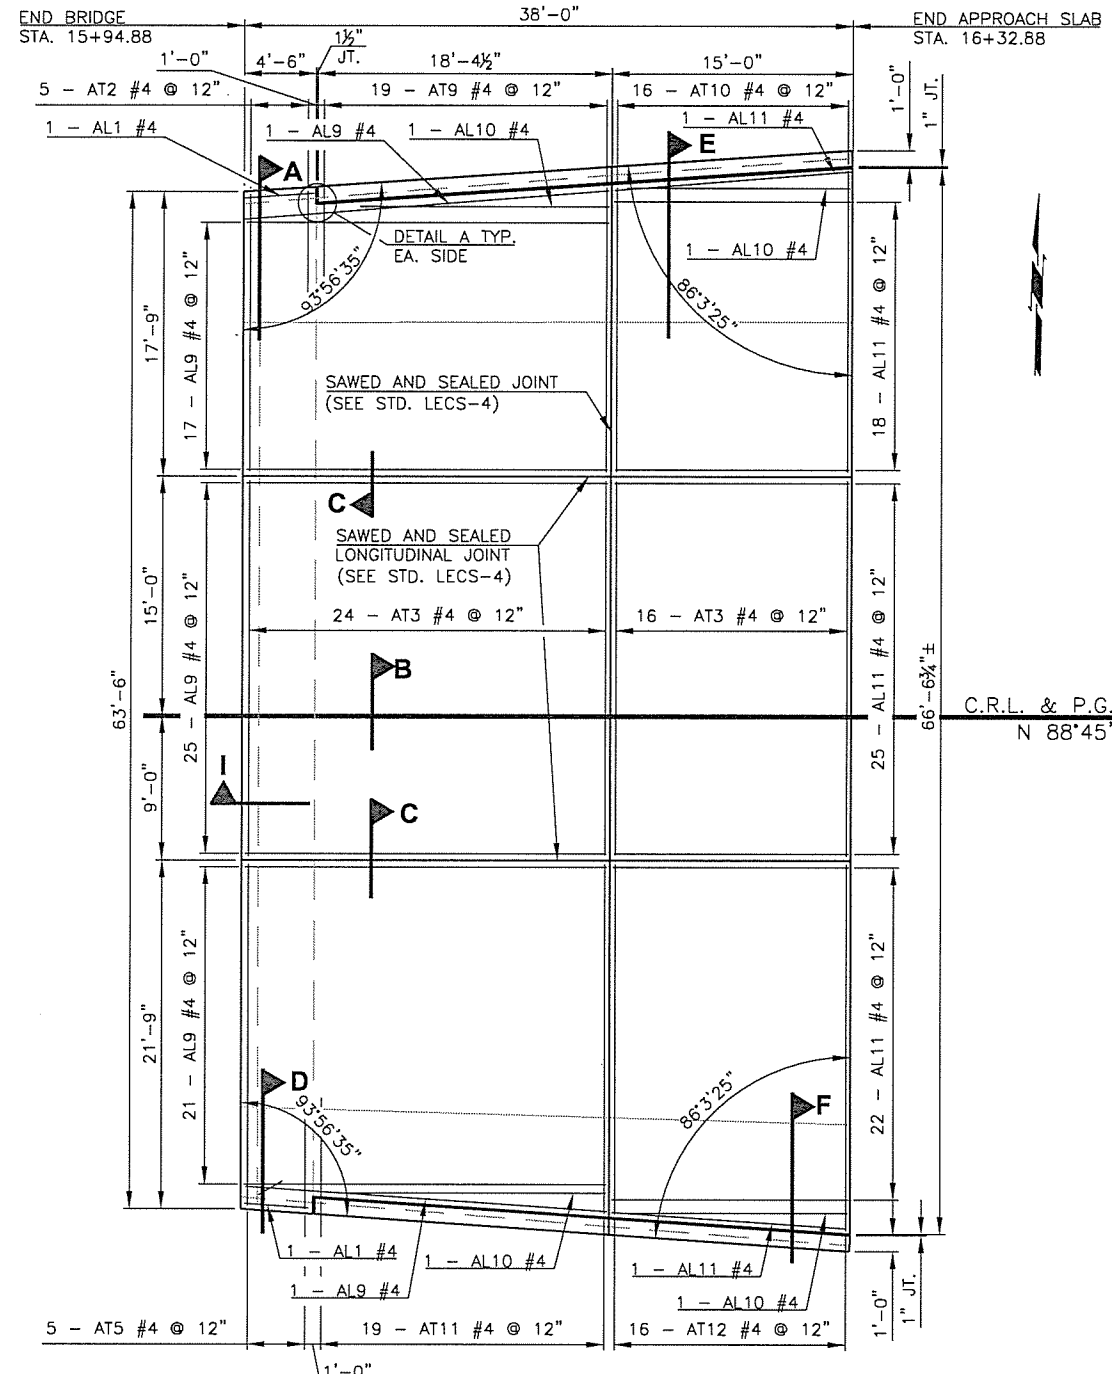 END BRIDGE
STA. 15+94.88
38'-0"
END APPROACH SLAB
STA. 16+32.88
1'-0"
4'-6"
1½"
JT.
18'-4½"
15'-0"
1'-0"
1" JT.
5 - AT2 #4 @ 12"
19 - AT9 #4 @ 12"
16 - AT10 #4 @ 12"
1 - AL1 #4
1 - AL9 #4
1 - AL10 #4
1 - AL11 #4
A
E
DETAIL A TYP.
EA. SIDE
1 - AL10 #4
93°56'35"
86°3'25"
17'-9"
17 - AL9 #4 @ 12"
18 - AL11 #4 @ 12"
SAWED AND SEALED JOINT
(SEE STD. LECS-4)
C
SAWED AND SEALED
LONGITUDINAL JOINT
(SEE STD. LECS-4)
15'-0"
25 - AL9 #4 @ 12"
24 - AT3 #4 @ 12"
16 - AT3 #4 @ 12"
25 - AL11 #4 @ 12"
63'-6"
66'-6¾"±
B
C.R.L. & P.G.
N 88°45'
9'-0"
I
C
21'-9"
21 - AL9 #4 @ 12"
22 - AL11 #4 @ 12"
D
93°56'35"
86°3'25"
F
1 - AL1 #4
1 - AL10 #4
1 - AL11 #4
1 - AL9 #4
1 - AL10 #4
1'-0"
1" JT.
5 - AT5 #4 @ 12"
19 - AT11 #4 @ 12"
16 - AT12 #4 @ 12"
1'-0"